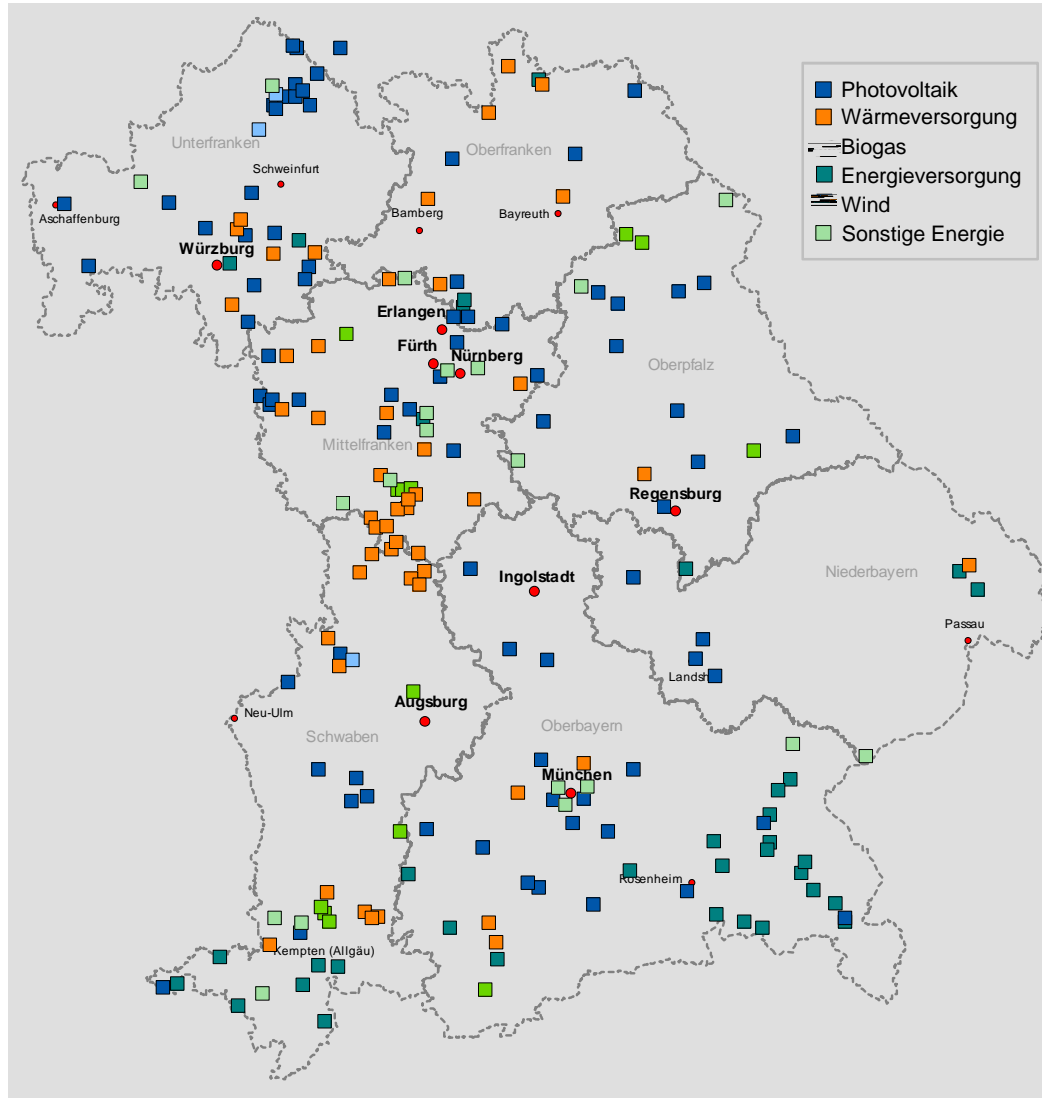 Photovoltaik
Wärmeversorgung
Biogas
Energieversorgung
Wind
Sonstige Energie
Unterfranken
Oberfranken
Schweinfurt
Aschaffenburg
Bamberg
Bayreuth
Würzburg
Erlangen
Fürth
Nürnberg
Oberpfalz
Mittelfranken
Regensburg
Ingolstadt
Niederbayern
Passau
Landsh
Neu-Ulm
Augsburg
Schwaben
Oberbayern
München
Rosenheim
Kempten (Allgäu)